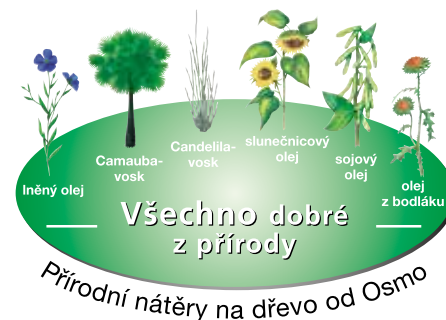 lněný olej
Camauba-
vosk
Candelila-
vosk
slunečnicový
olej
sojový
olej
olej
z bodláku
Všechno dobré
z přírody
Přírodní nátěry na dřevo od Osmo